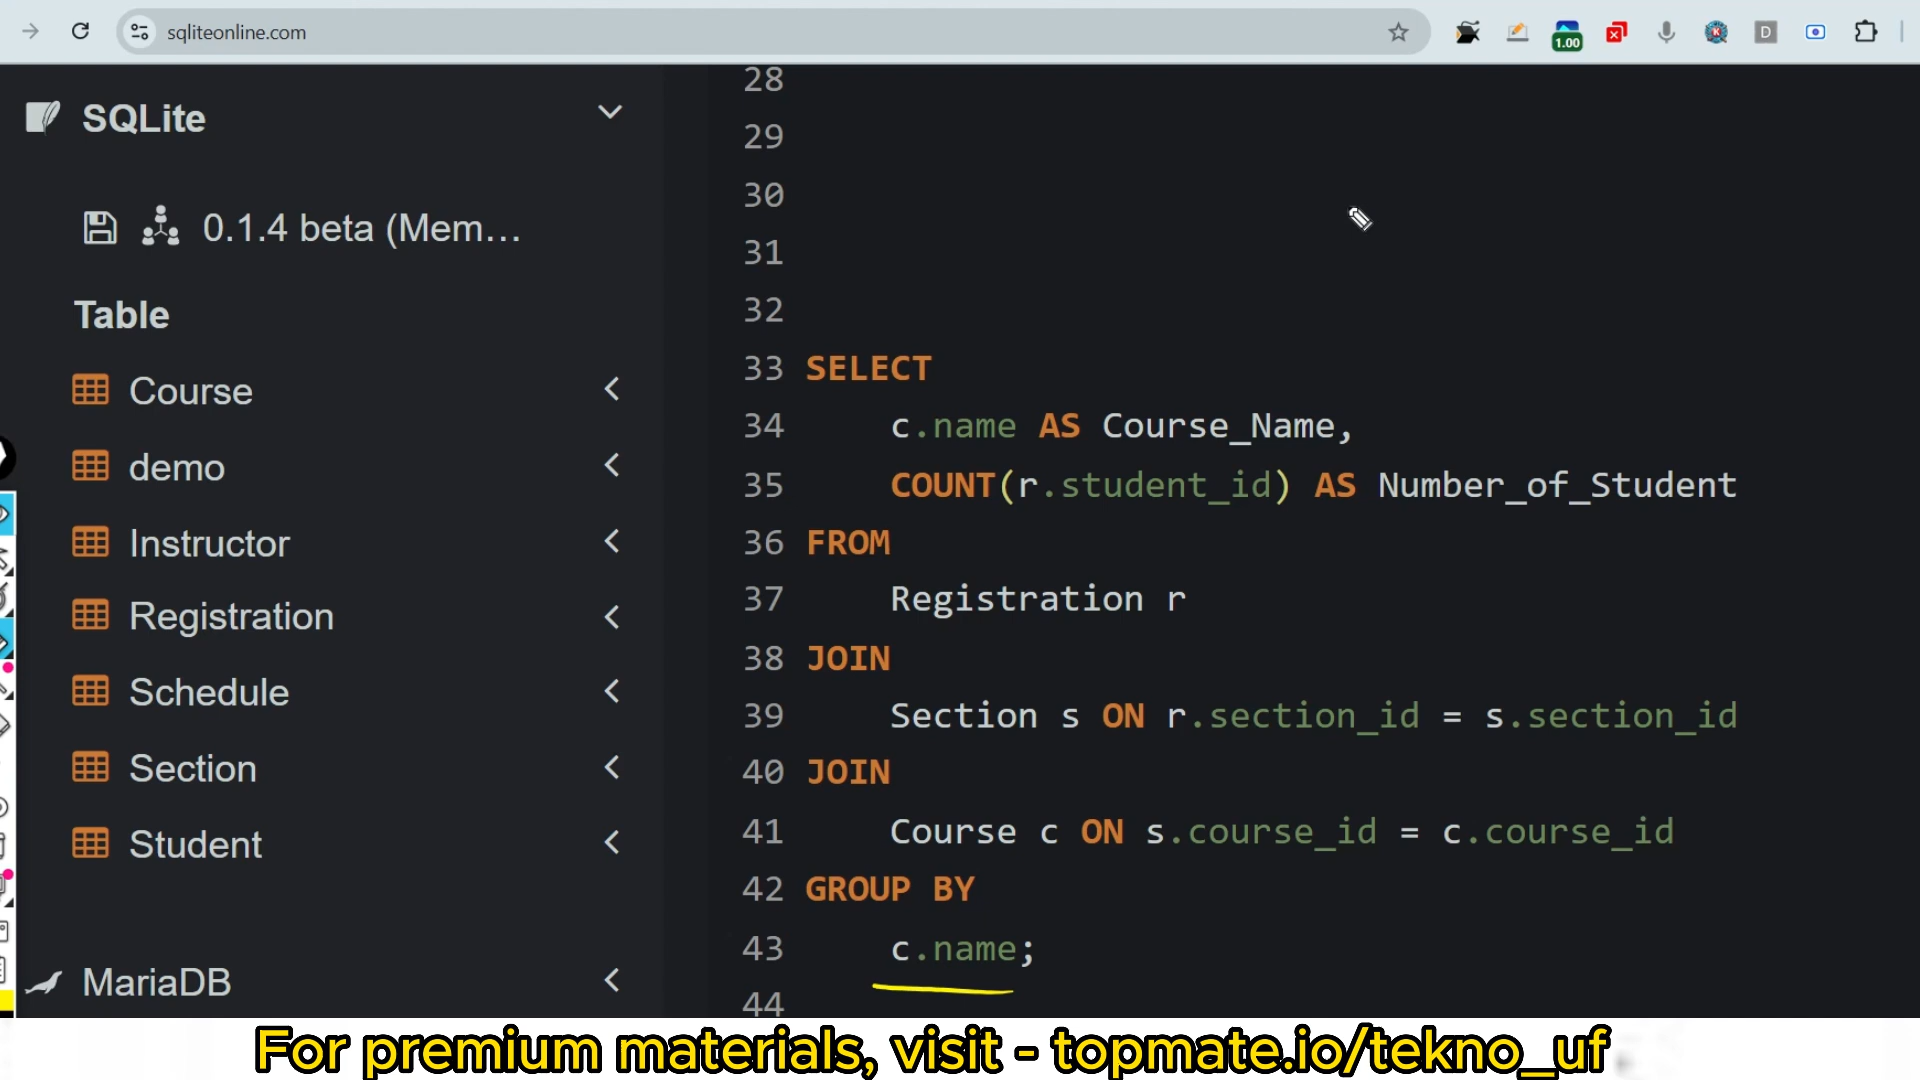 sqliteonline.com
1.00
K
D
SQLite
0.1.4 beta (Mem...
Table
Course
demo
Instructor
Registration
Schedule
Section
Student
MariaDB
28
29
30
31
32
33 SELECT
34 c.name AS Course_Name,
35 COUNT(r.student_id) AS Number_of_Student
36 FROM
37 Registration r
38 JOIN
39 Section s ON r.section_id = s.section_id
40 JOIN
41 Course c ON s.course_id = c.course_id
42 GROUP BY
43 c.name;
44
For premium materials, visit - topmate.io/tekno_uf